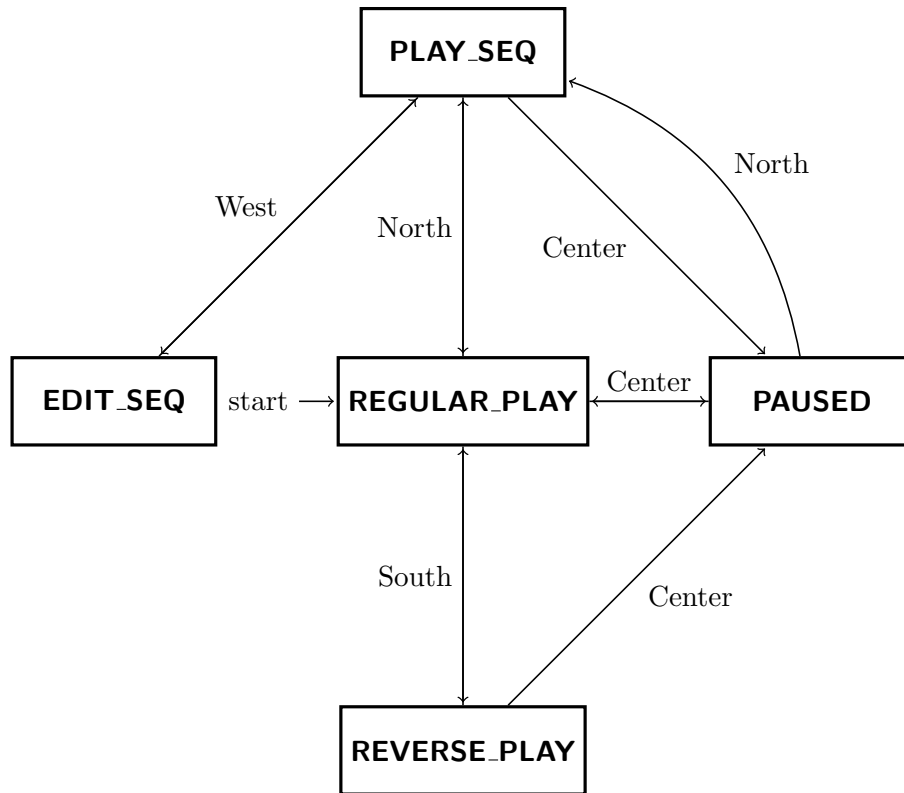 PLAY_SEQ
North
West
North
Center
EDIT_SEQ
start
REGULAR_PLAY
Center
PAUSED
South
Center
REVERSE_PLAY